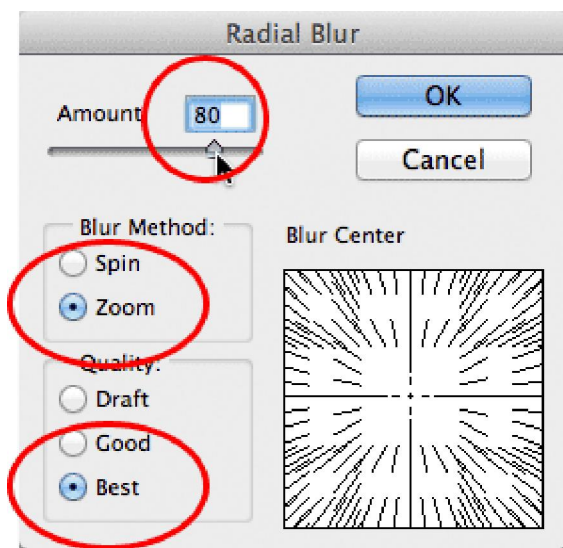 Radial Blur
Amount 80
OK
Cancel
Blur Method:
Spin
Zoom
Blur Center
Quality:
Draft
Good
Best